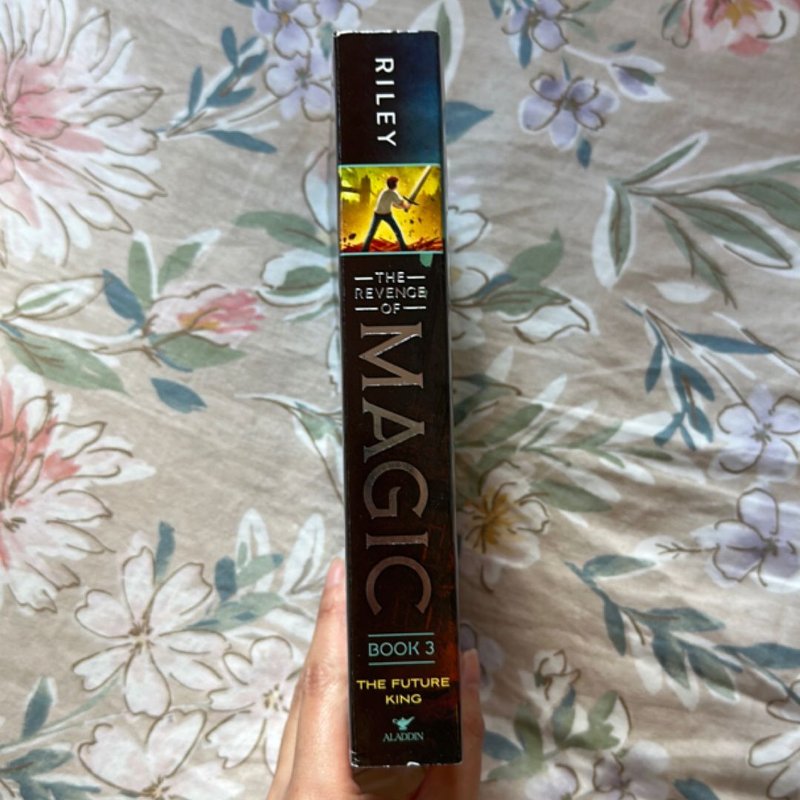 RILEY
THE
REVENGE
OF
MAGIC
BOOK 3
THE FUTURE
KING
ALADDIN